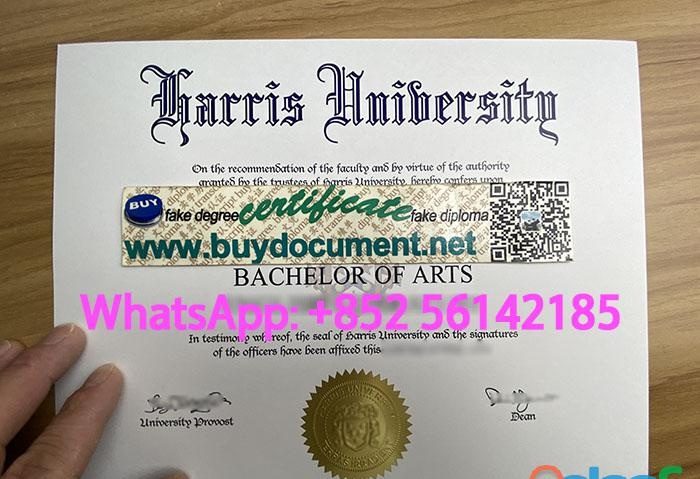 Harris University
On the recommendation of the faculty and by virtue of the authority
granted by the trustees of Harris University, hereby confers upon
BUY fake degree certificate fake diploma
www.buydocument.net
BACHELOR OF ARTS
WhatsApp: +852 56142185
In testimony whereof, the seal of Harris University and the signatures
of the officers have been affixed this
University Provost
Dean